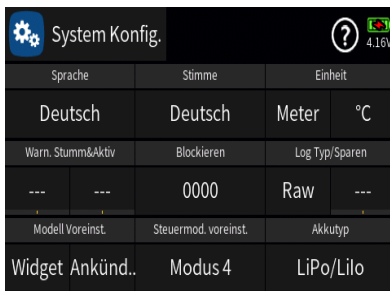 System Konfig.
?
4.16V
Sprache Stimme Einheit
Deutsch Deutsch Meter °C
Warn. Stumm&Aktiv Blockieren Log Typ/Sparen
--- --- 0000 Raw ---
Modell Voreinst. Steuermod. voreinst. Akkutyp
Widget Ankünd.. Modus 4 LiPo/LiIo